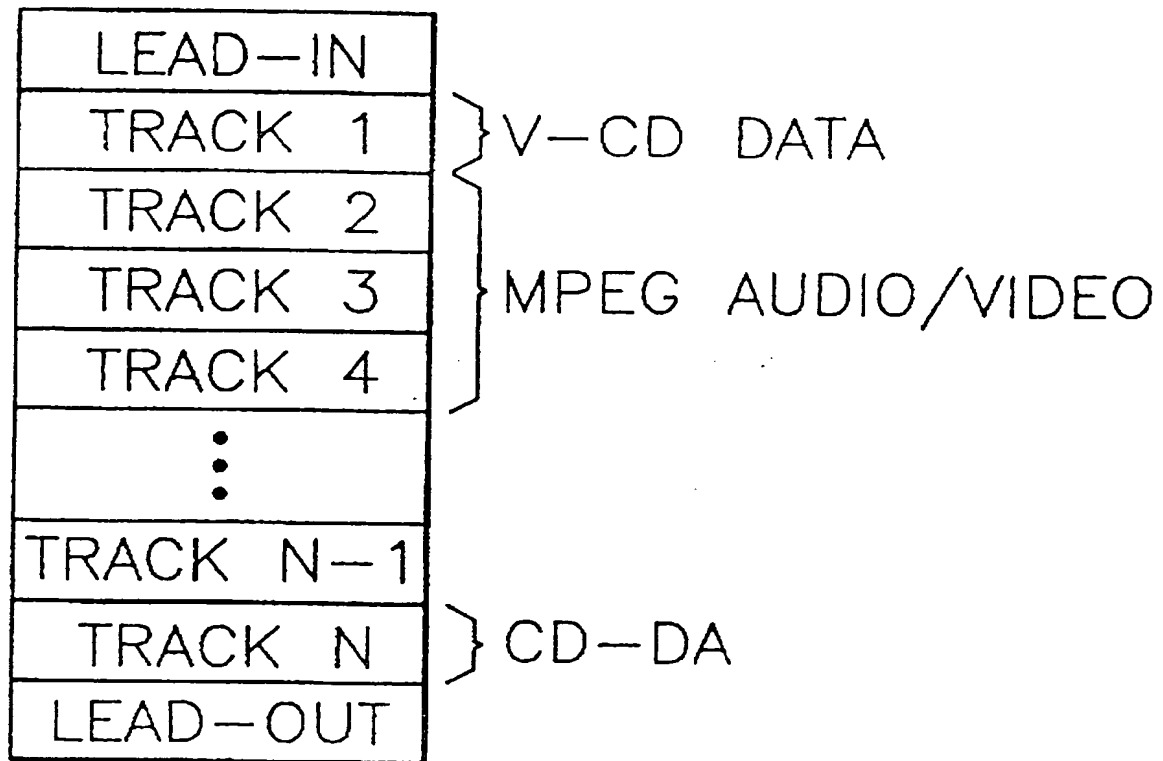 LEAD-IN
TRACK 1
V-CD DATA
TRACK 2
TRACK 3
MPEG AUDIO/VIDEO
TRACK 4
TRACK N-1
TRACK N
CD-DA
LEAD-OUT